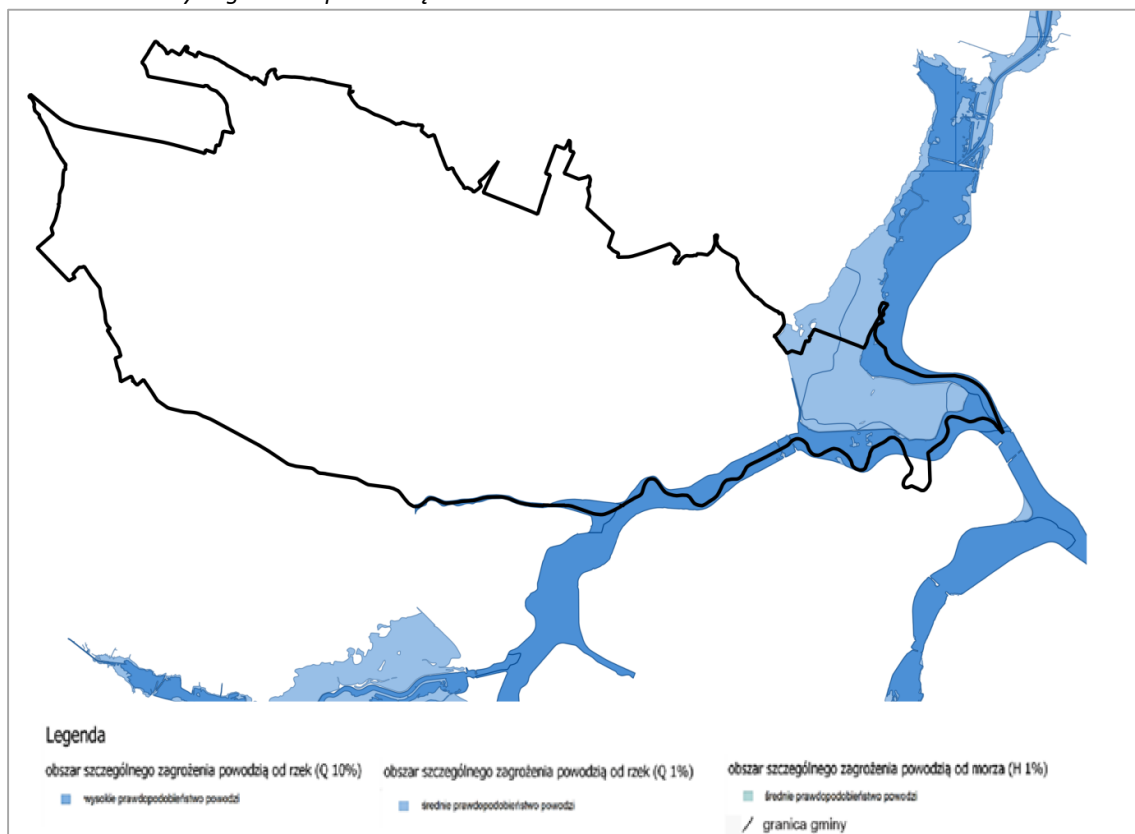 Legenda
obszar szczególnego zagrożenia powodzią od rzek (Q 10%)
wysokie prawdopodobieństwo powodzi
obszar szczególnego zagrożenia powodzią od rzek (Q 1%)
średnie prawdopodobieństwo powodzi
obszar szczególnego zagrożenia powodzią od morza (H 1%)
średnie prawdopodobieństwo powodzi
granica gminy